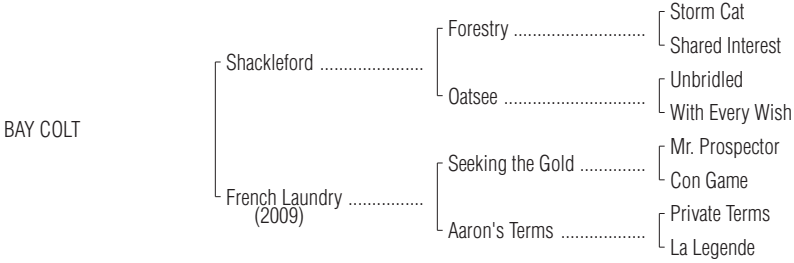 Storm Cat
Forestry ............................
Shared Interest
Shackleford ......................
Unbridled
Oatsee ..............................
With Every Wish
BAY COLT
Mr. Prospector
Seeking the Gold ..............
Con Game
French Laundry ................
(2009)
Private Terms
Aaron's Terms ..................
La Legende